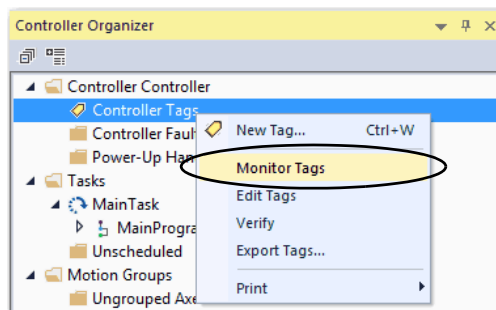 Controller Organizer
Controller Controller
Controller Tags
New Tag... Ctrl+W
Controller Faul
Power-Up Han
Monitor Tags
Tasks
Edit Tags
MainTask
Verify
MainProgra
Unscheduled
Export Tags...
Motion Groups
Print
Ungrouped Axe